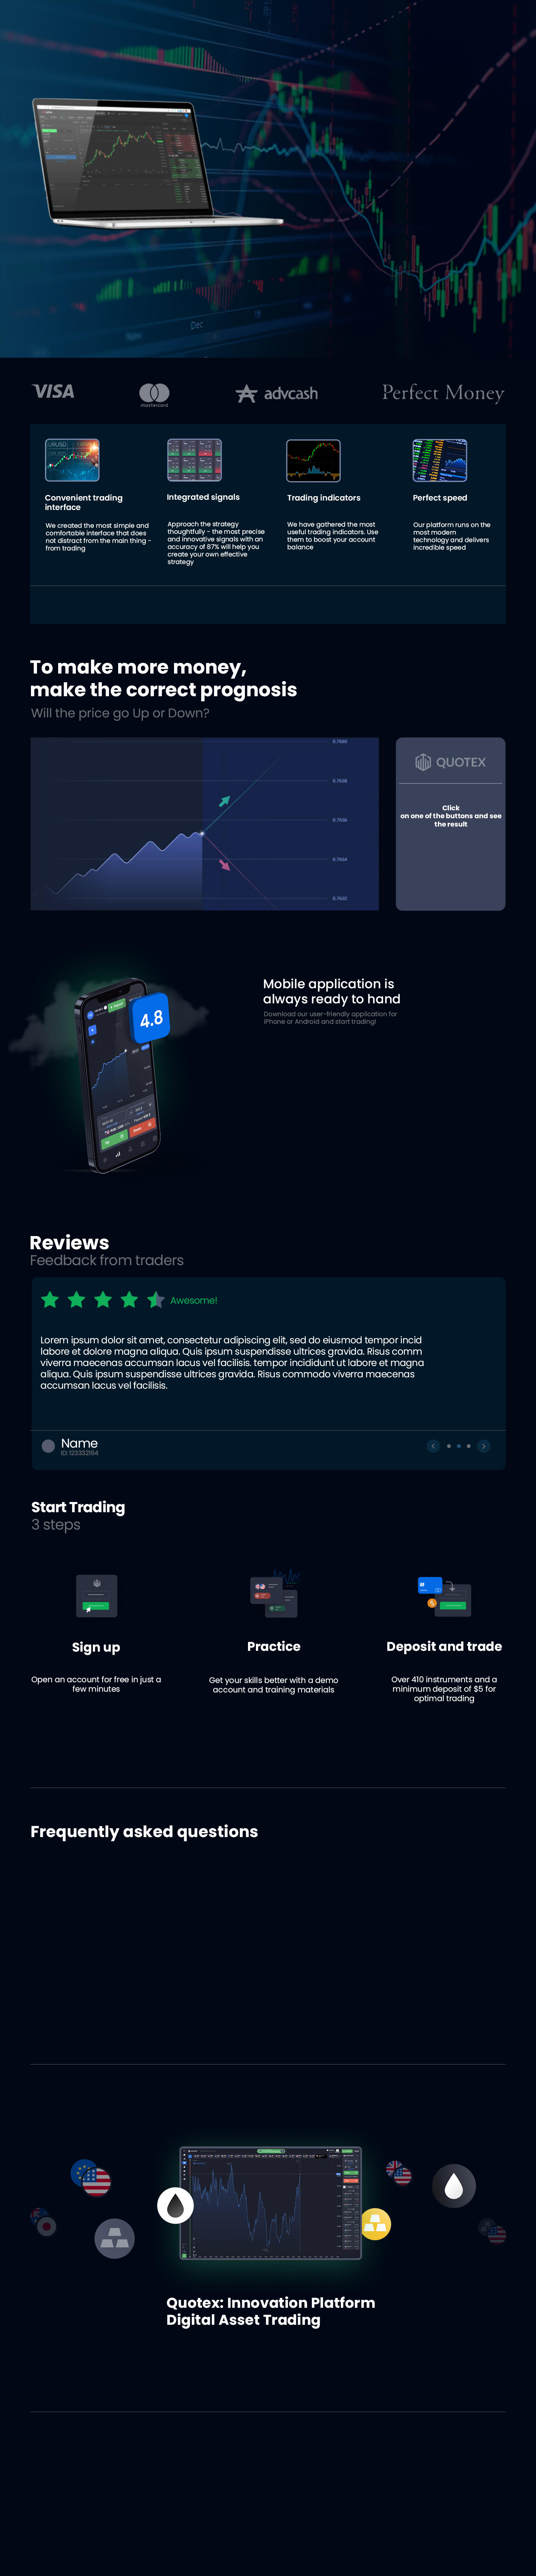 Dec
19
VISA
mastercard
advcash
Perfect Money
EURUSD
Convenient trading
interface
We created the most simple and
comfortable interface that does
not distract from the main thing -
from trading
Integrated signals
Approach the strategy
thoughtfully - the most precise
and innovative signals with an
accuracy of 87% will help you
create your own effective
strategy
Trading indicators
We have gathered the most
useful trading indicators. Use
them to boost your account
balance
Perfect speed
Our platform runs on the
most modern
technology and delivers
incredible speed
To make more money,
make the correct prognosis
Will the price go Up or Down?
QUOTEX
Click
on one of the buttons and see
the result
4.8
Mobile application is
always ready to hand
Download our user-friendly application for
iPhone or Android and start trading!
Reviews
Feedback from traders
Awesome!
Lorem ipsum dolor sit amet, consectetur adipiscing elit, sed do eiusmod tempor incid
labore et dolore magna aliqua. Quis ipsum suspendisse ultrices gravida. Risus comm
viverra maecenas accumsan lacus vel facilisis. tempor incididunt ut labore et magna
aliqua. Quis ipsum suspendisse ultrices gravida. Risus commodo viverra maecenas
accumsan lacus vel facilisis.
Name
ID: 123332164
Start Trading
3 steps
Sign up
Open an account for free in just a
few minutes
Practice
Get your skills better with a demo
account and training materials
Deposit and trade
Over 410 instruments and a
minimum deposit of $5 for
optimal trading
Frequently asked questions
Quotex: Innovation Platform
Digital Asset Trading